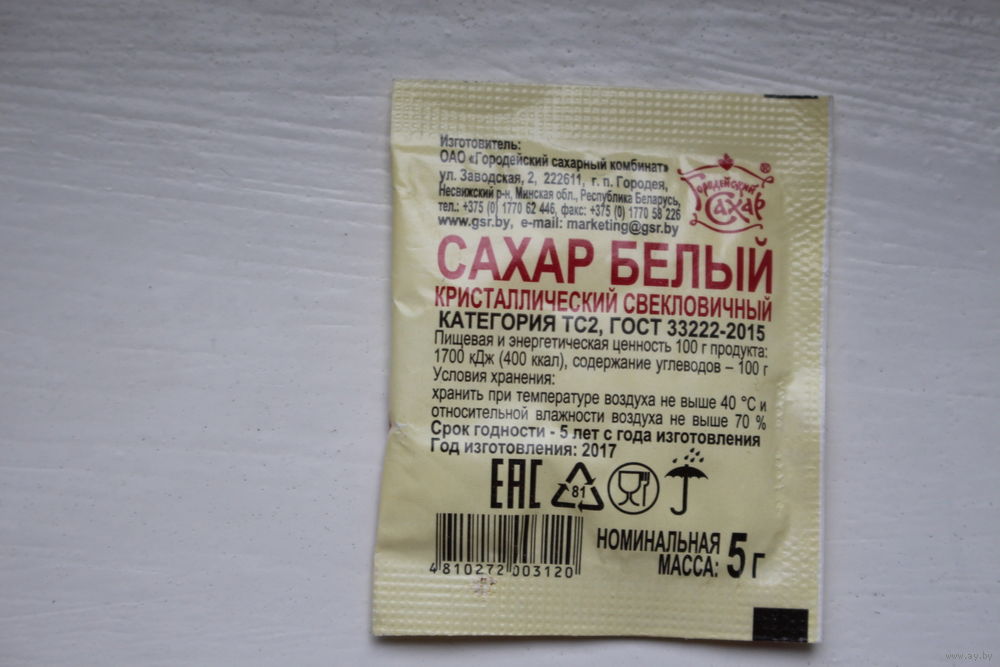 Изготовитель:
ОАО «Городейский сахарный комбинат»
ул. Заводская, 2, 222611, г. п. Городея,
Несвижский р-н, Минская обл., Республика Беларусь,
тел.: +375 (0) 1770 62 446, факс: +375 (0) 1770 58 226
www.gsr.by, e-mail: marketing@gsr.by
Городейский ®
Сахар
САХАР БЕЛЫЙ
КРИСТАЛЛИЧЕСКИЙ СВЕКЛОВИЧНЫЙ
КАТЕГОРИЯ ТС2, ГОСТ 33222-2015
Пищевая и энергетическая ценность 100 г продукта:
1700 кДж (400 ккал), содержание углеводов – 100 г
Условия хранения:
хранить при температуре воздуха не выше 40 °С и
относительной влажности воздуха не выше 70 %
Срок годности - 5 лет с года изготовления
Год изготовления: 2017
ЕАС 81
4 810272 003120
НОМИНАЛЬНАЯ
МАССА: 5 г
www.ay.by